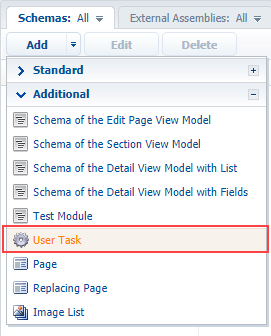 Schemas: All External Assemblies: All
Add Edit Delete
Standard
Additional
Schema of the Edit Page View Model
Schema of the Section View Model
Schema of the Detail View Model with List
Schema of the Detail View Model with Fields
Test Module
User Task
Page
Replacing Page
Image List